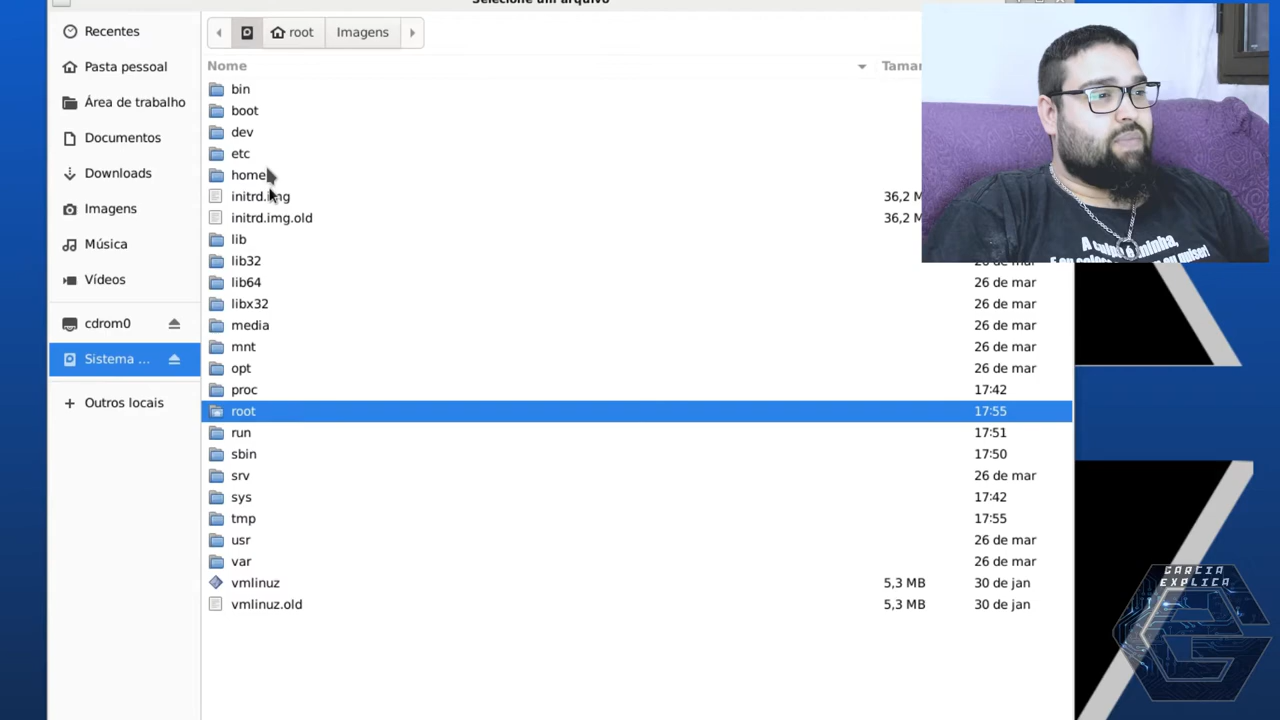 Selecione um arquivo
Recentes
Pasta pessoal
Área de trabalho
Documentos
Downloads
Imagens
Música
Vídeos
cdrom0
Sistema ...
+ Outros locais
root
Imagens
Nome
Taman
bin
boot
dev
etc
home
initrd.img 36,2 M
initrd.img.old 36,2 M
lib
lib32
lib64 26 de mar
libx32 26 de mar
media 26 de mar
mnt 26 de mar
opt 26 de mar
proc 17:42
root 17:55
run 17:51
sbin 17:50
srv 26 de mar
sys 17:42
tmp 17:55
usr 26 de mar
var 26 de mar
vmlinuz 5,3 MB 30 de jan
vmlinuz.old 5,3 MB 30 de jan
A culpa é minha,
quiser!
GARCIA
EXPLICA